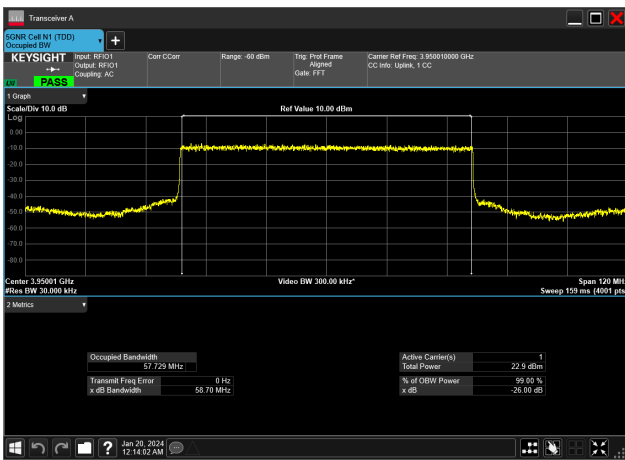 Transceiver A
5GNR Cell N1 (TDD)
Occupied BW
KEYSIGHT
Input: RFIO1
Output: RFIO1
Coupling: AC
Corr CCorr
Range: -60 dBm
Trig: Prot Frame
Aligned
Gate: FFT
Carrier Ref Freq: 3.950010000 GHz
CC Info: Uplink, 1 CC
PASS
1 Graph
Scale/Div 10.0 dB
Ref Value 10.00 dBm
Log
0.00
-10.0
-20.0
-30.0
-40.0
-50.0
-60.0
-70.0
-80.0
Center 3.95001 GHz
Video BW 300.00 kHz*
Span 120 MHz
#Res BW 30.000 kHz
Sweep 159 ms (4001 pts
2 Metrics
Occupied Bandwidth
57.729 MHz
Active Carrier(s) 1
Total Power 22.9 dBm
Transmit Freq Error 0 Hz
x dB Bandwidth 58.70 MHz
% of OBW Power 99.00 %
x dB -26.00 dB
?
Jan 20, 2024
12:14:02 AM